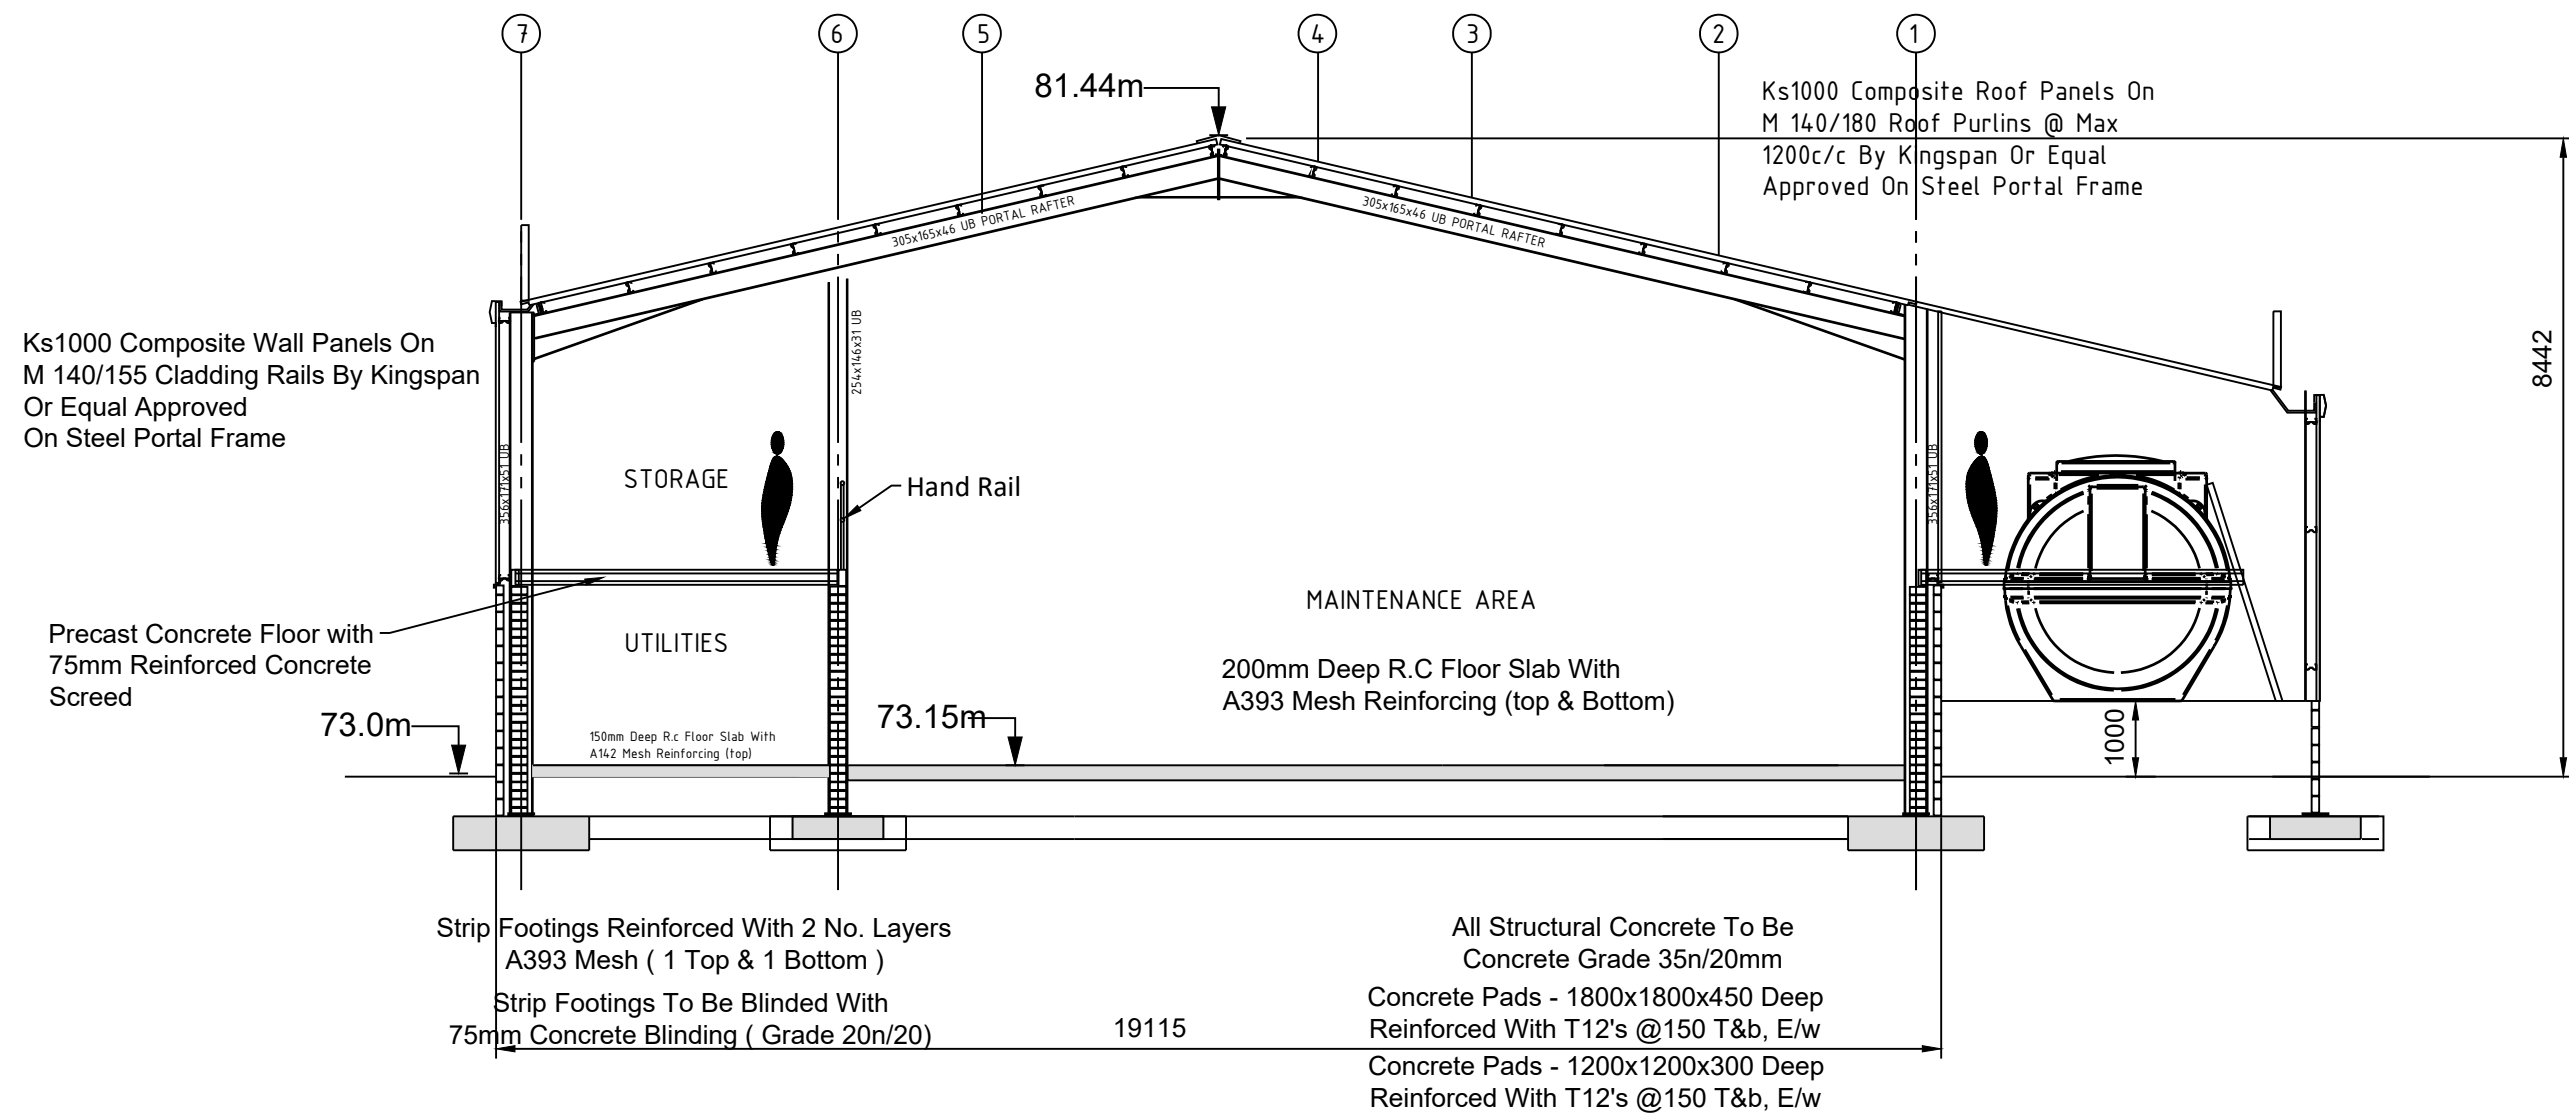 7
6
5
4
3
2
1
81.44m
Ks1000 Composite Roof Panels On
M 140/180 Roof Purlins @ Max
1200c/c By Kingspan Or Equal
Approved On Steel Portal Frame
305x165x46 UB PORTAL RAFTER
305x165x46 UB PORTAL RAFTER
Ks1000 Composite Wall Panels On
M 140/155 Cladding Rails By Kingspan
Or Equal Approved
On Steel Portal Frame
254x146x31 UB
8442
356x171x51 UB
STORAGE
Hand Rail
356x171x51 UB
MAINTENANCE AREA
UTILITIES
Precast Concrete Floor with
75mm Reinforced Concrete
Screed
200mm Deep R.C Floor Slab With
A393 Mesh Reinforcing (top & Bottom)
73.0m
73.15m
150mm Deep R.c Floor Slab With
A142 Mesh Reinforcing (top)
1000
Strip Footings Reinforced With 2 No. Layers
A393 Mesh ( 1 Top & 1 Bottom )
Strip Footings To Be Blinded With
75mm Concrete Blinding ( Grade 20n/20)
19115
All Structural Concrete To Be
Concrete Grade 35n/20mm
Concrete Pads - 1800x1800x450 Deep
Reinforced With T12's @150 T&b, E/w
Concrete Pads - 1200x1200x300 Deep
Reinforced With T12's @150 T&b, E/w